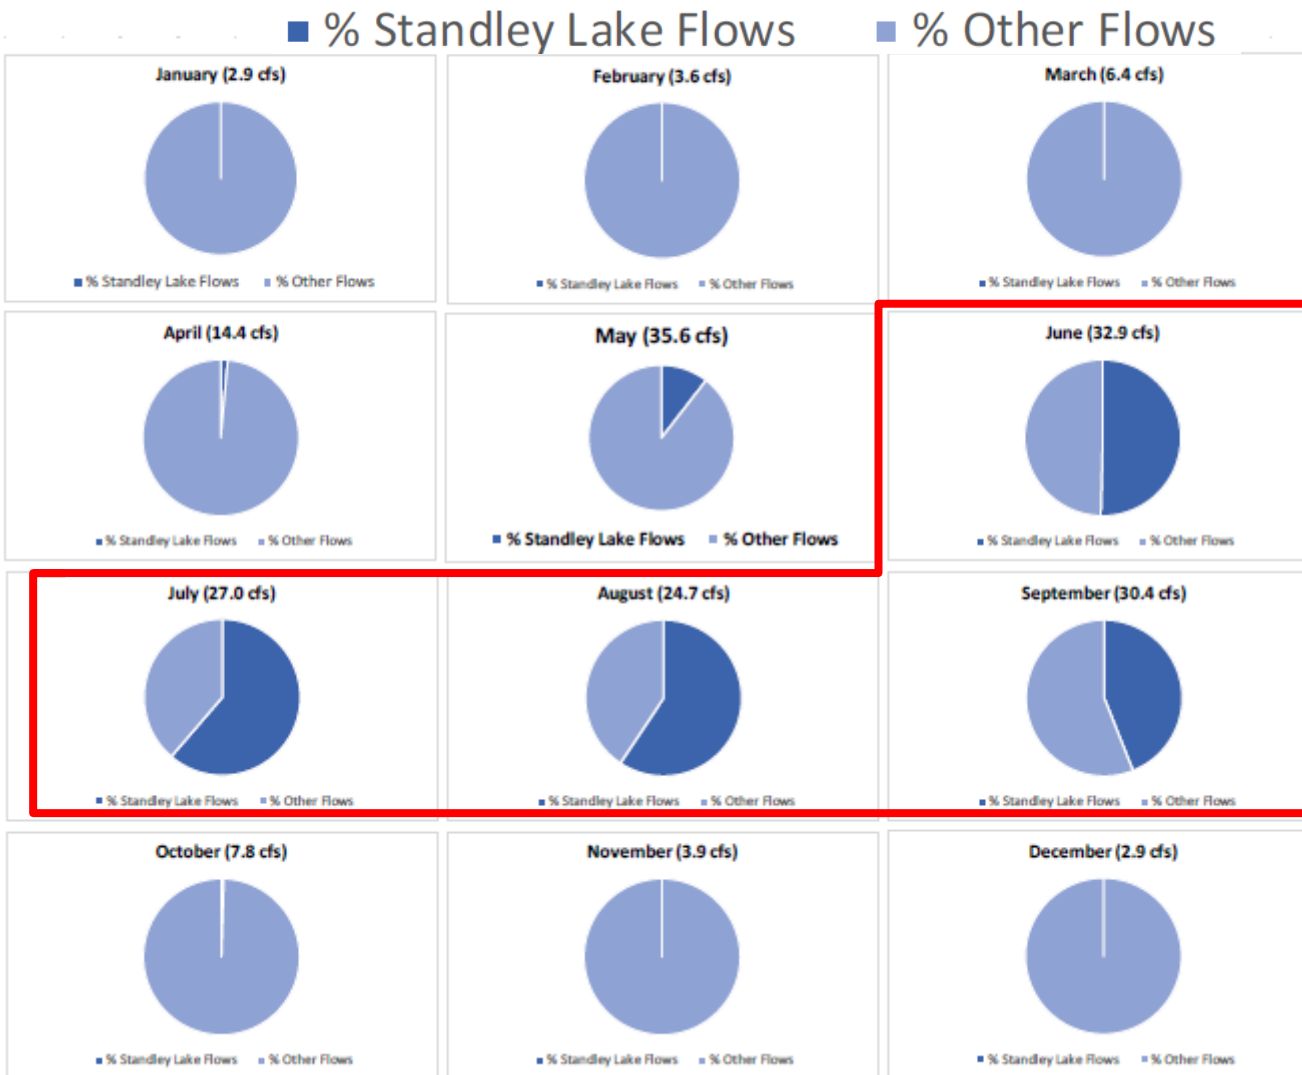 % Standley Lake Flows % Other Flows
January (2.9 cfs)
% Standley Lake Flows % Other Flows
February (3.6 cfs)
% Standley Lake Flows % Other Flows
March (6.4 cfs)
% Standley Lake Flows % Other Flows
April (14.4 cfs)
% Standley Lake Flows % Other Flows
May (35.6 cfs)
% Standley Lake Flows % Other Flows
June (32.9 cfs)
% Standley Lake Flows % Other Flows
July (27.0 cfs)
% Standley Lake Flows % Other Flows
August (24.7 cfs)
% Standley Lake Flows % Other Flows
September (30.4 cfs)
% Standley Lake Flows % Other Flows
October (7.8 cfs)
% Standley Lake Flows % Other Flows
November (3.9 cfs)
% Standley Lake Flows % Other Flows
December (2.9 cfs)
% Standley Lake Flows % Other Flows